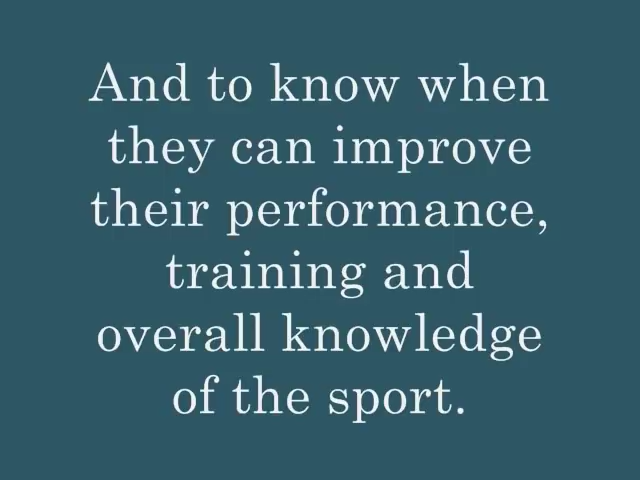 And to know when
they can improve
their performance,
training and
overall knowledge
of the sport.